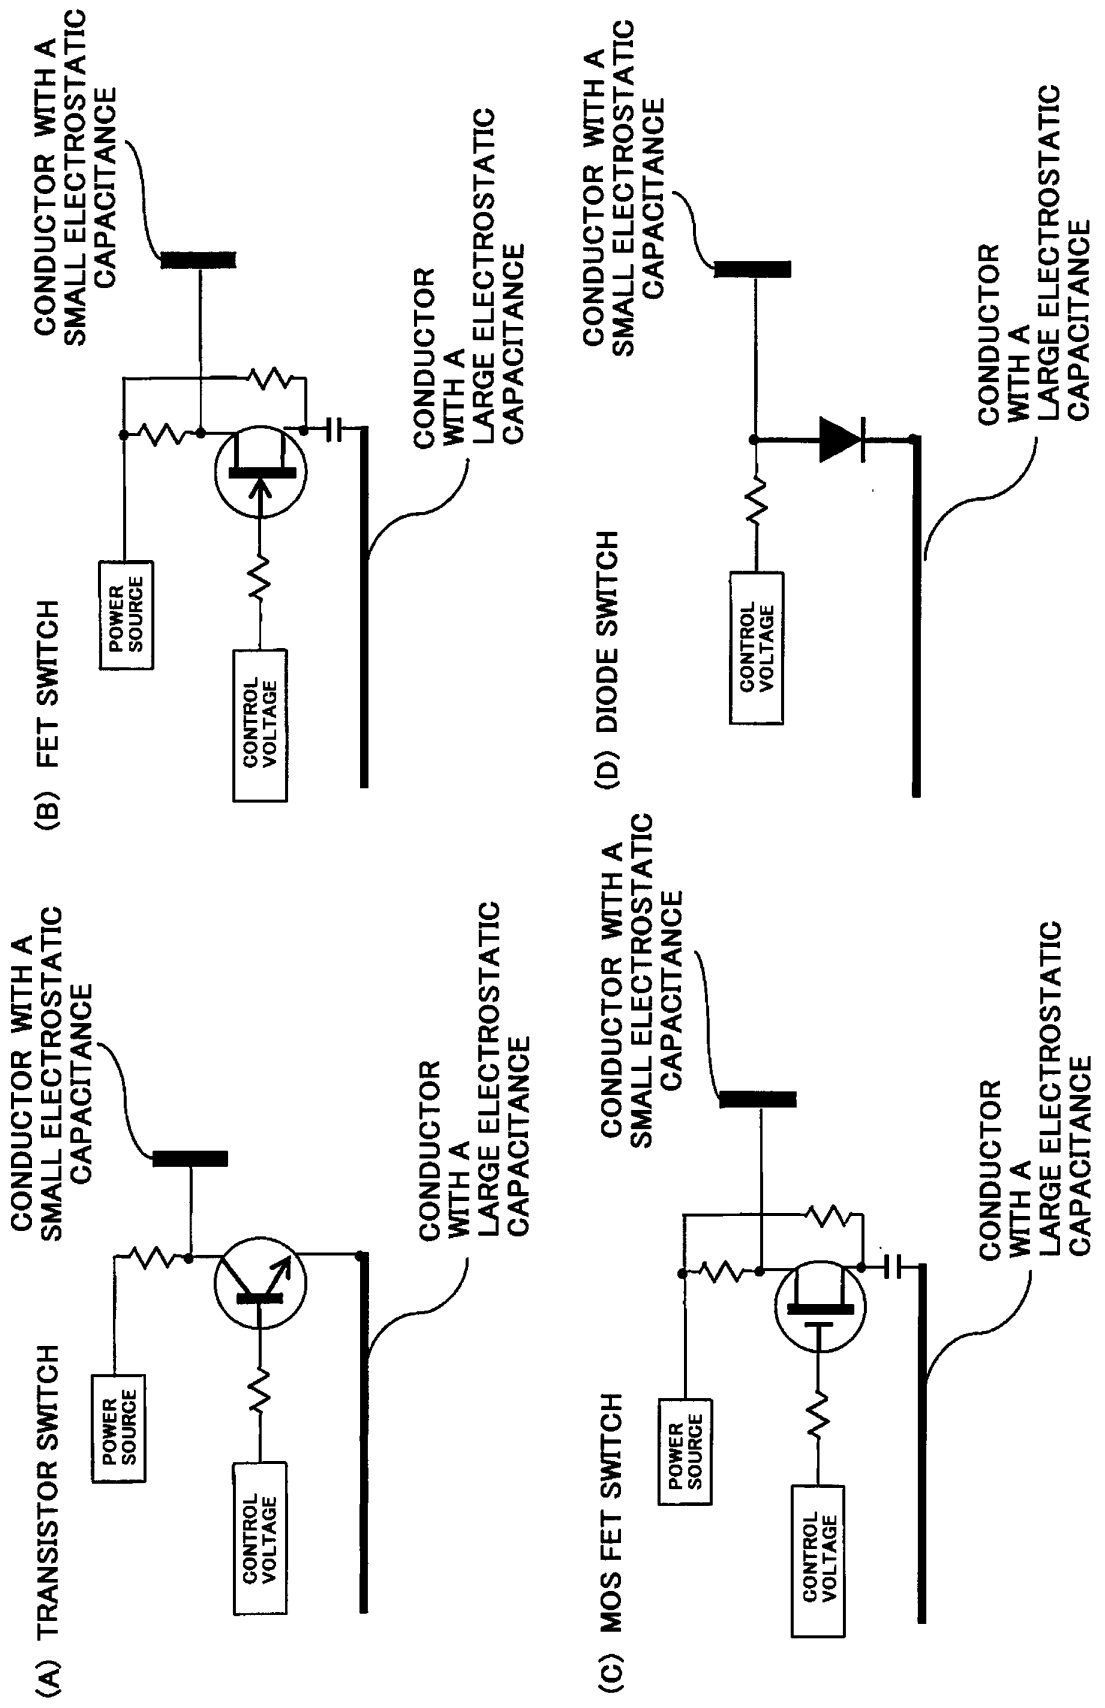 (A) TRANSISTOR SWITCH
CONDUCTOR WITH A
SMALL ELECTROSTATIC
CAPACITANCE
POWER
SOURCE
CONTROL
VOLTAGE
CONDUCTOR
WITH A
LARGE ELECTROSTATIC
CAPACITANCE
(B) FET SWITCH
CONDUCTOR WITH A
SMALL ELECTROSTATIC
CAPACITANCE
POWER
SOURCE
CONTROL
VOLTAGE
CONDUCTOR
WITH A
LARGE ELECTROSTATIC
CAPACITANCE
(C) MOS FET SWITCH
CONDUCTOR WITH A
SMALL ELECTROSTATIC
CAPACITANCE
POWER
SOURCE
CONTROL
VOLTAGE
CONDUCTOR
WITH A
LARGE ELECTROSTATIC
CAPACITANCE
(D) DIODE SWITCH
CONDUCTOR WITH A
SMALL ELECTROSTATIC
CAPACITANCE
CONTROL
VOLTAGE
CONDUCTOR
WITH A
LARGE ELECTROSTATIC
CAPACITANCE